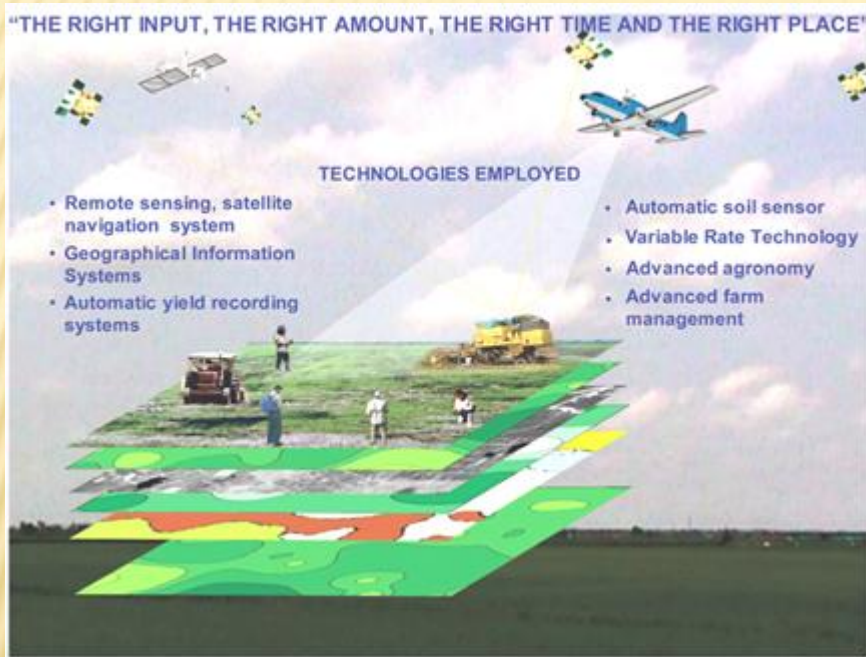 “THE RIGHT INPUT, THE RIGHT AMOUNT, THE RIGHT TIME AND THE RIGHT PLACE”
TECHNOLOGIES EMPLOYED
• Remote sensing, satellite
navigation system
• Geographical Information
Systems
• Automatic yield recording
systems
• Automatic soil sensor
• Variable Rate Technology
• Advanced agronomy
• Advanced farm
management